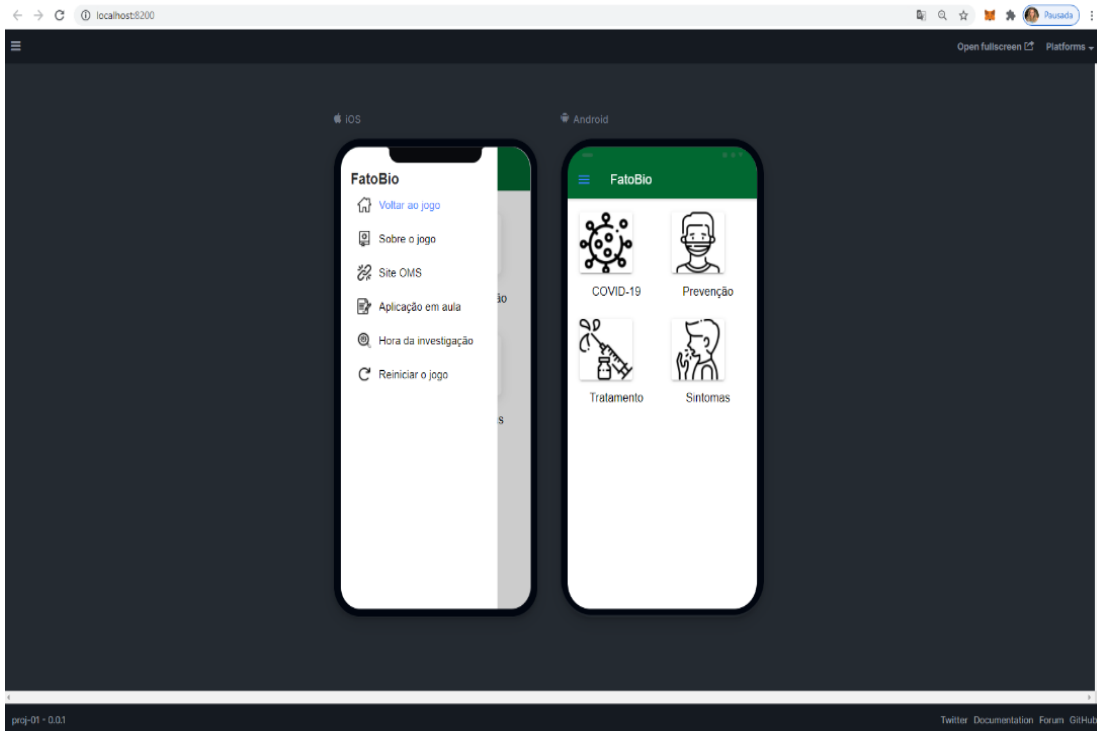 localhost:8200
Pausada
Open fullscreen
Platforms
iOS
Android
FatoBio
Voltar ao jogo
Sobre o jogo
Site OMS
Aplicação em aula
Hora da investigação
Reiniciar o jogo
ão
s
FatoBio
COVID-19
Prevenção
Tratamento
Sintomas
proj-01 - 0.0.1
Twitter Documentation Forum GitHub